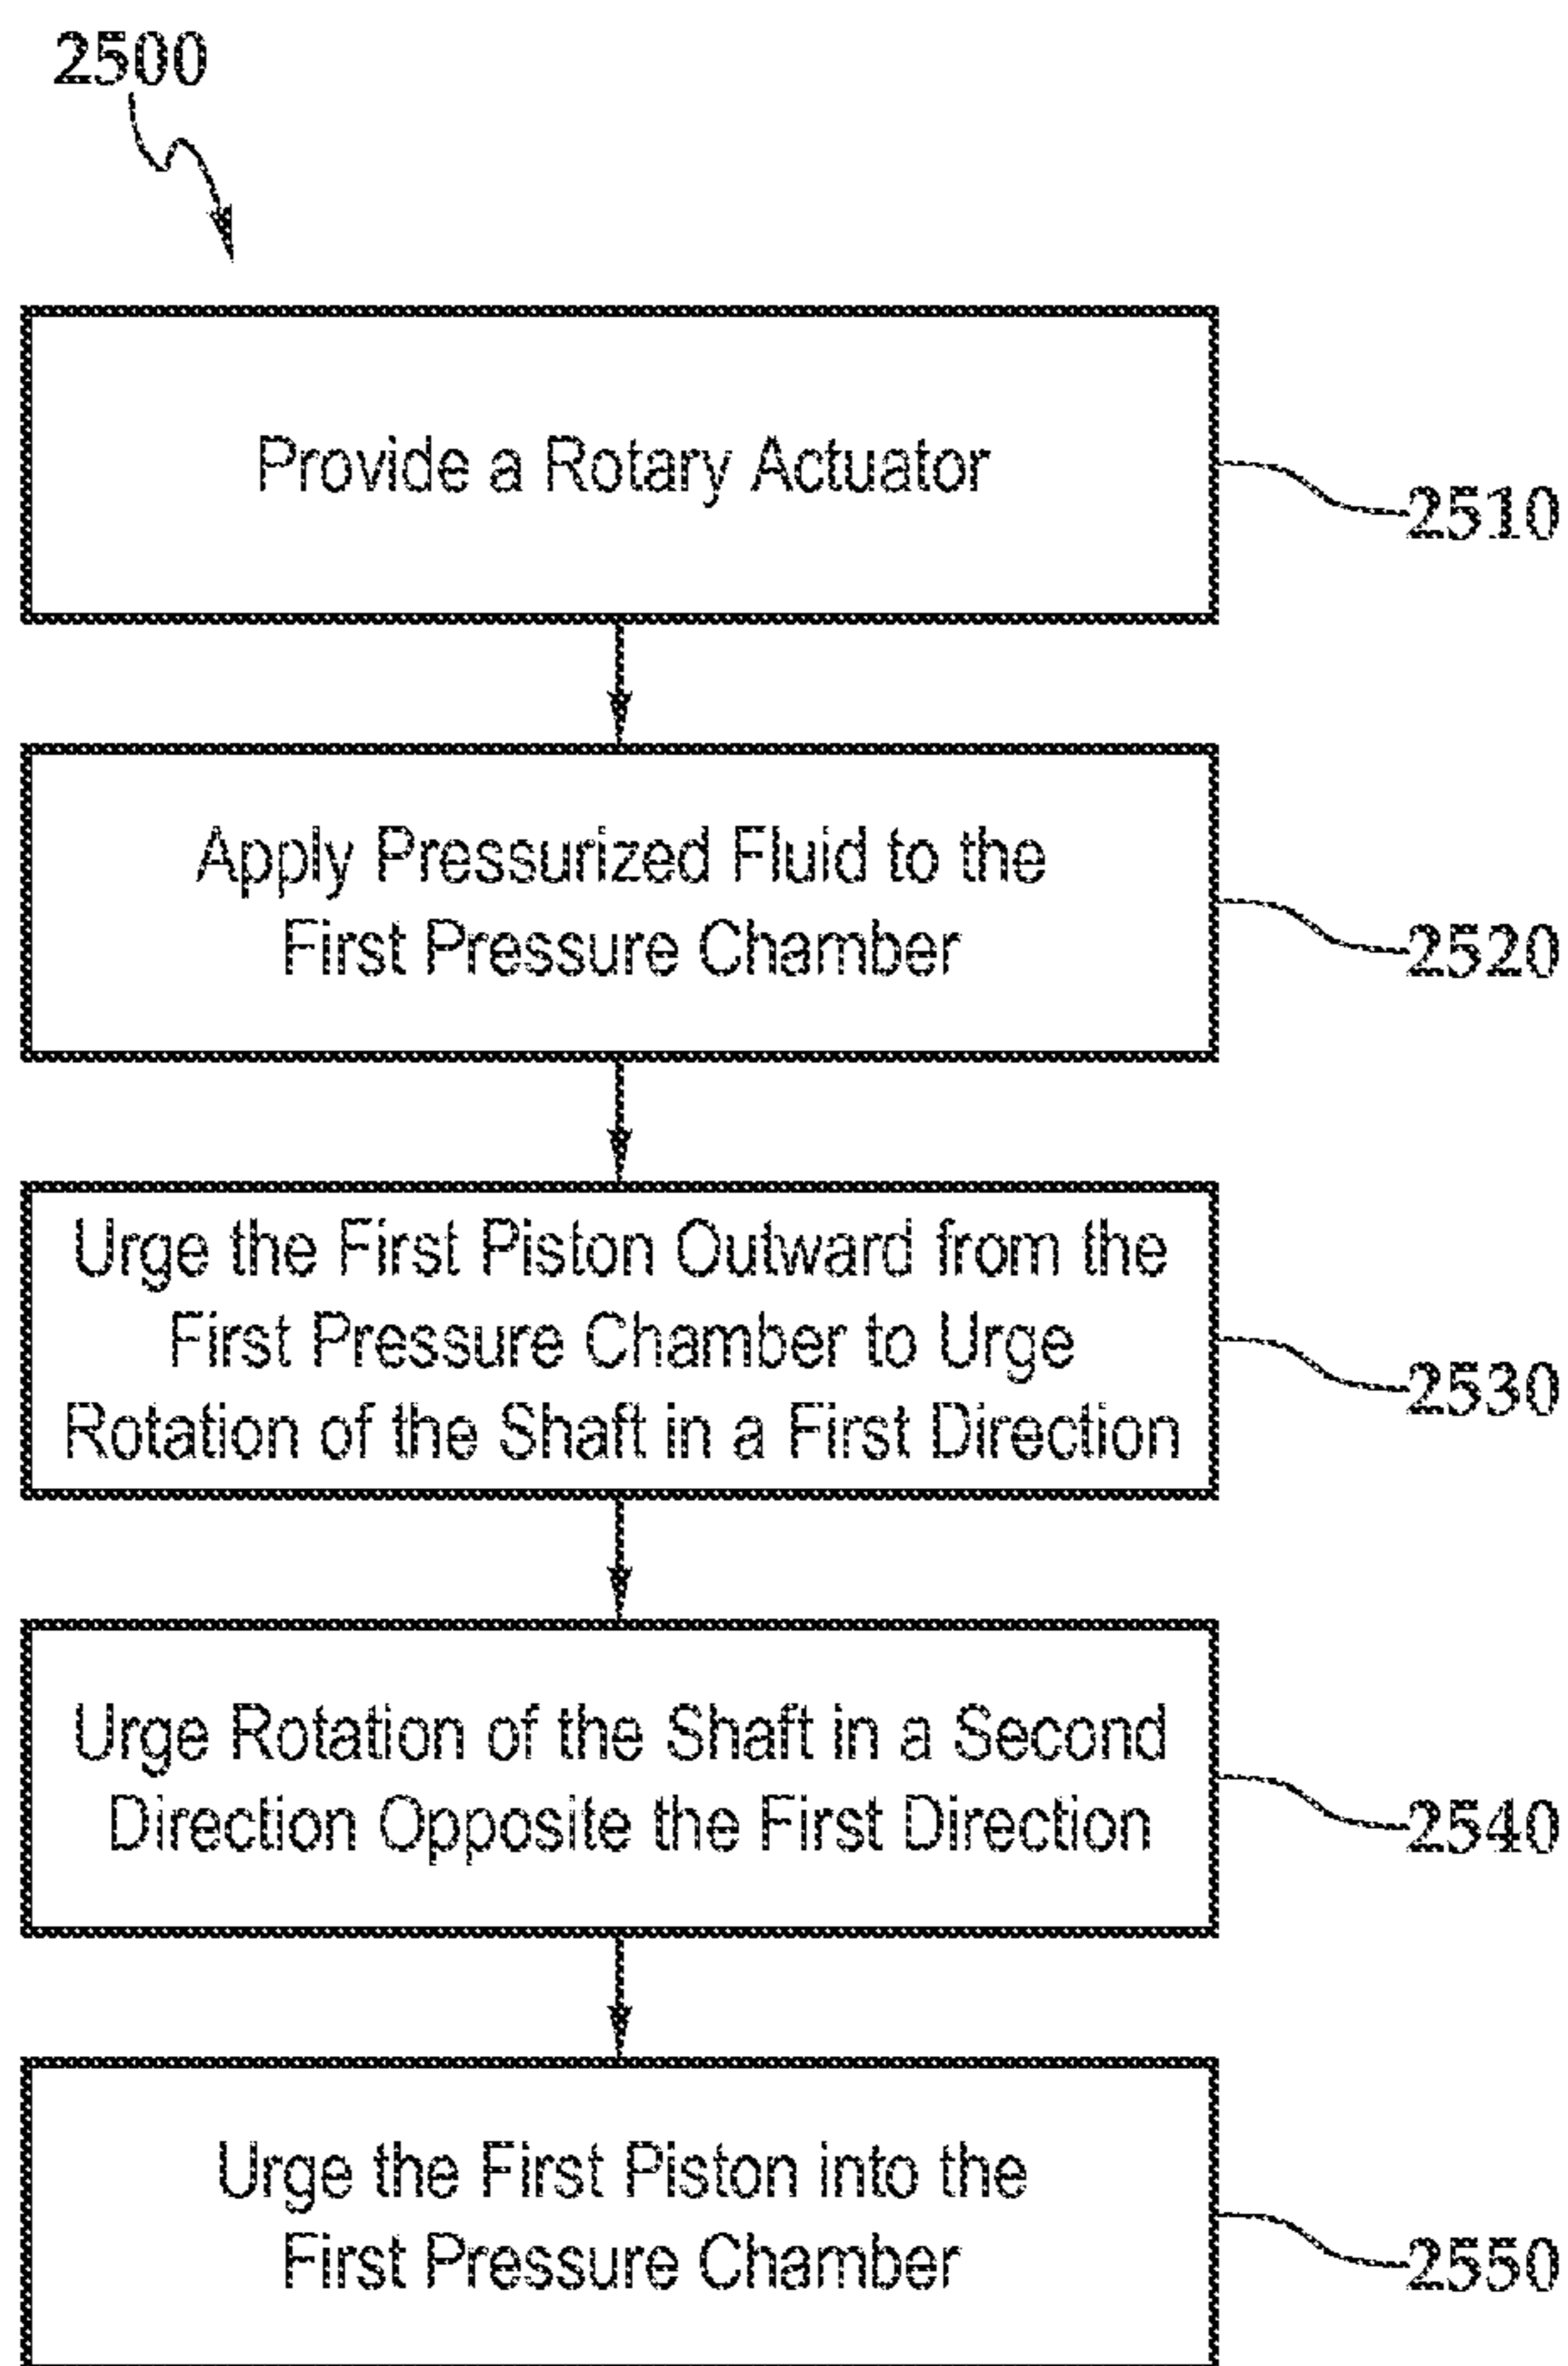 2500
Provide a Rotary Actuator
2510
Apply Pressurized Fluid to the
First Pressure Chamber
2520
Urge the First Piston Outward from the
First Pressure Chamber to Urge
Rotation of the Shaft in a First Direction
2530
Urge Rotation of the Shaft in a Second
Direction Opposite the First Direction
2540
Urge the First Piston into the
First Pressure Chamber
2550